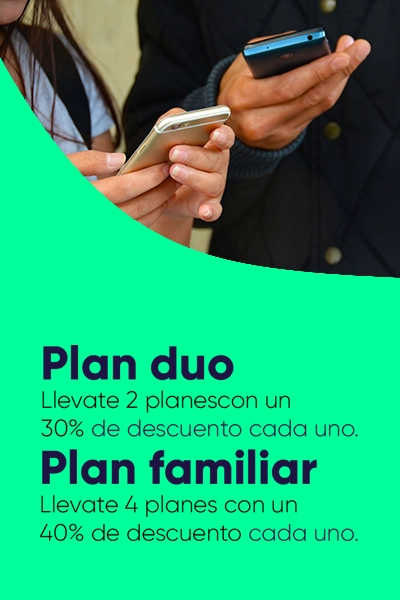 Plan duo
Llevate 2 planescon un
30% de descuento cada uno.
Plan familiar
Llevate 4 planes con un
40% de descuento cada uno.